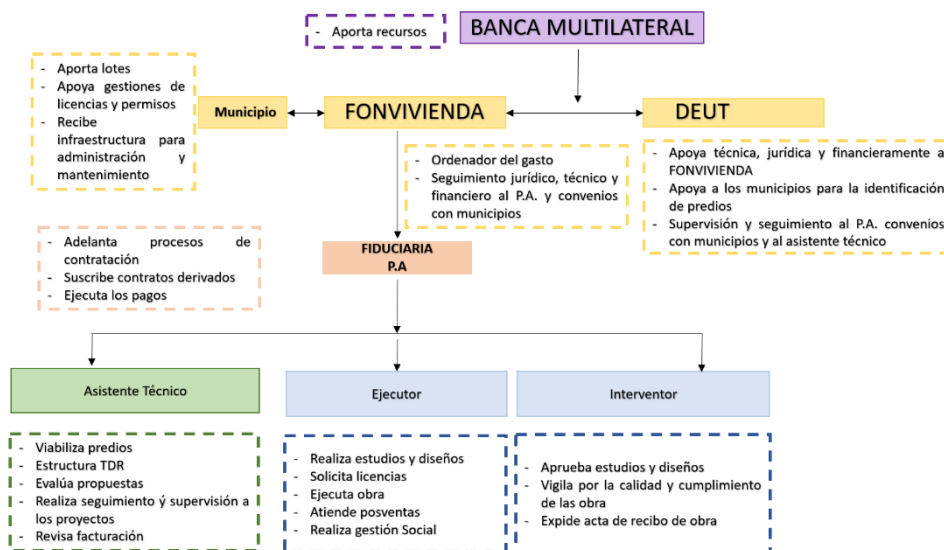 BANCA MULTILATERAL
- Aporta recursos
- Aporta lotes
- Apoya gestiones de
licencias y permisos
- Recibe
infraestructura para
administración y
mantenimiento
Municipio
FONVIVIENDA
DEUT
- Ordenador del gasto
- Seguimiento jurídico, técnico y
financiero al P.A. y convenios
con municipios
- Apoya técnica, jurídica y financieramente a
FONVIVIENDA
- Apoya a los municipios para la identificación
de predios
- Supervisión y seguimiento al P.A. convenios
con municipios y al asistente técnico
- Adelanta procesos de
contratación
- Suscribe contratos derivados
- Ejecuta los pagos
FIDUCIARIA
P.A
Asistente Técnico
Ejecutor
Interventor
- Viabiliza predios
- Estructura TDR
- Evalúa propuestas
- Realiza seguimiento ý supervisión a
los proyectos
- Revisa facturación
- Realiza estudios y diseños
- Solicita licencias
- Ejecuta obra
- Atiende posventas
- Realiza gestión Social
- Aprueba estudios y diseños
- Vigila por la calidad y cumplimiento
de las obra
- Expide acta de recibo de obra